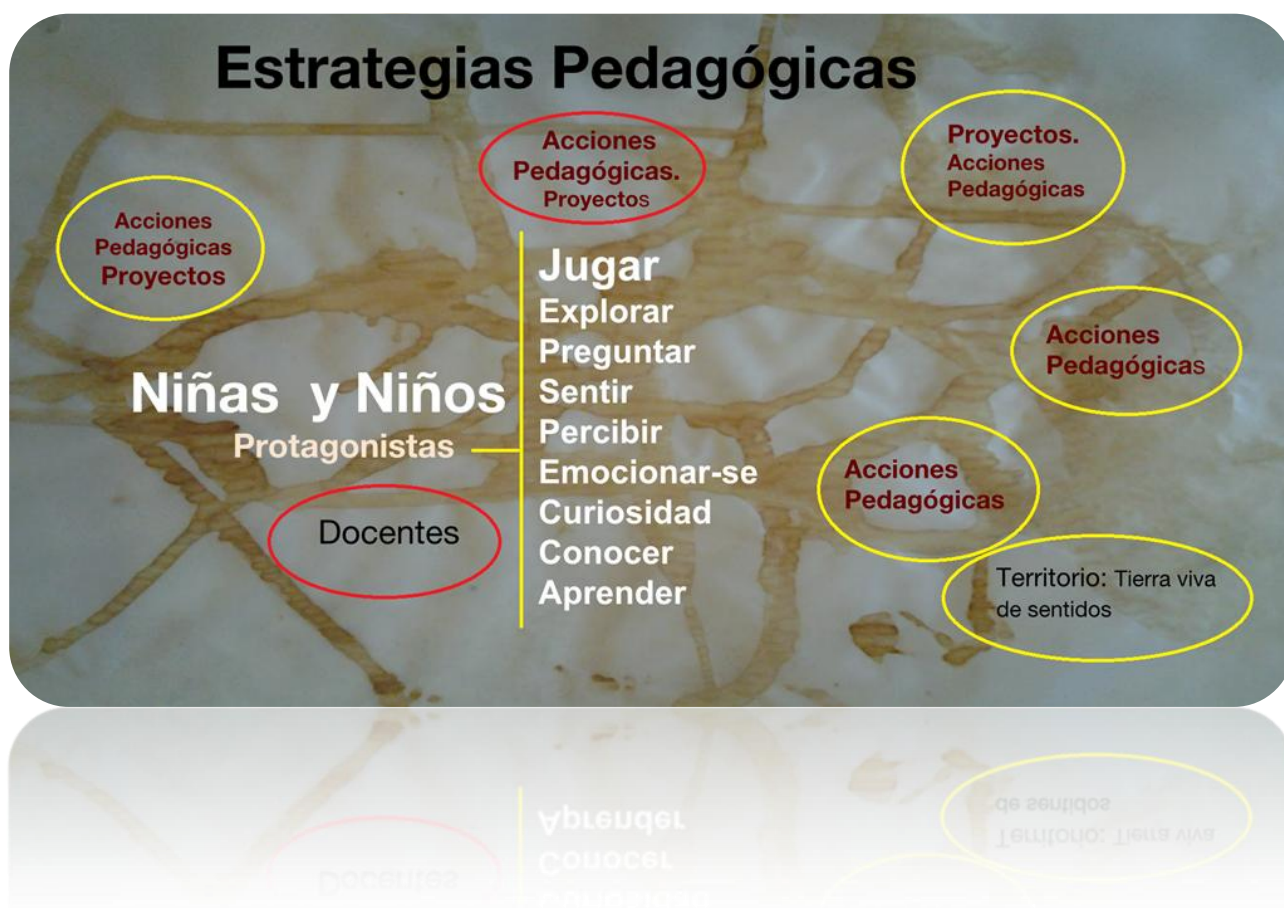 Estrategias Pedagógicas
Acciones
Pedagógicas.
Proyectos
Proyectos.
Acciones
Pedagógicas
Acciones
Pedagógicas
Proyectos
Jugar
Explorar
Preguntar
Sentir
Percibir
Emocionar-se
Curiosidad
Conocer
Aprender
Niñas y Niños
Protagonistas
Docentes
Acciones
Pedagógicas
Acciones
Pedagógicas
Territorio: Tierra viva
de sentidos